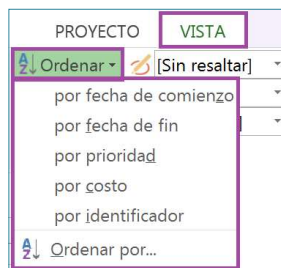 PROYECTO VISTA
Ordenar [Sin resaltar]
por fecha de comienzo
por fecha de fin
por prioridad
por costo
por identificador
Ordenar por...